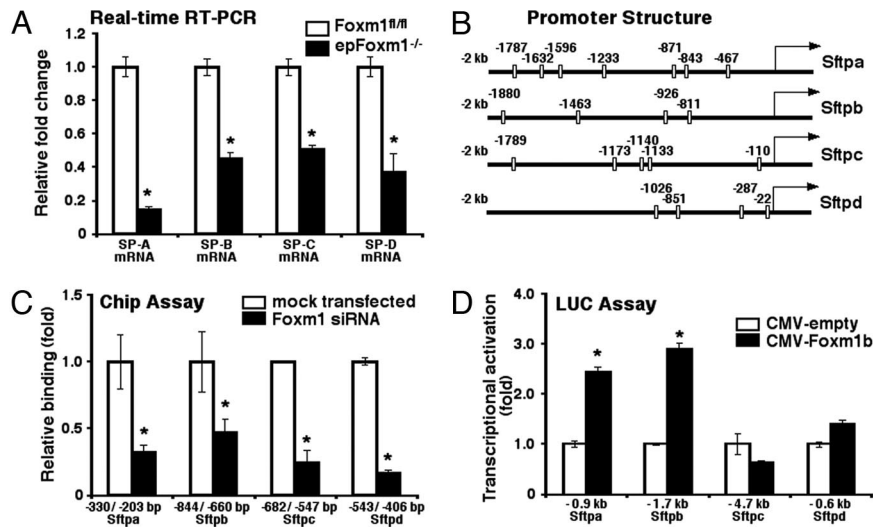 A
Real-time RT-PCR
Foxm1fl/fl
epFoxm1-/-
Relative fold change
1.2
1.0
0.8
0.6
0.4
0.2
0
*
*
*
*
SP-A mRNA
SP-B mRNA
SP-C mRNA
SP-D mRNA
B
Promoter Structure
-2 kb
-1787
-1632
-1596
-1233
-871
-843
-467
Sftpa
-2 kb
-1880
-1463
-926
-811
Sftpb
-2 kb
-1789
-1173
-1140
-1133
-110
Sftpc
-2 kb
-1026
-851
-287
-22
Sftpd
C
Chip Assay
mock transfected
Foxm1 siRNA
Relative binding (fold)
1.5
1.0
0.5
0
*
*
*
*
-330/ -203 bp
Sftpa
-844/ -660 bp
Sftpb
-682/ -547 bp
Sftpc
-543/ -406 bp
Sftpd
D
LUC Assay
CMV-empty
CMV-Foxm1b
Transcriptional activation
(fold)
4.0
3.0
2.0
1.0
0
*
*
-0.9 kb
Sftpa
-1.7 kb
Sftpb
-4.7 kb
Sftpc
-0.6 kb
Sftpd